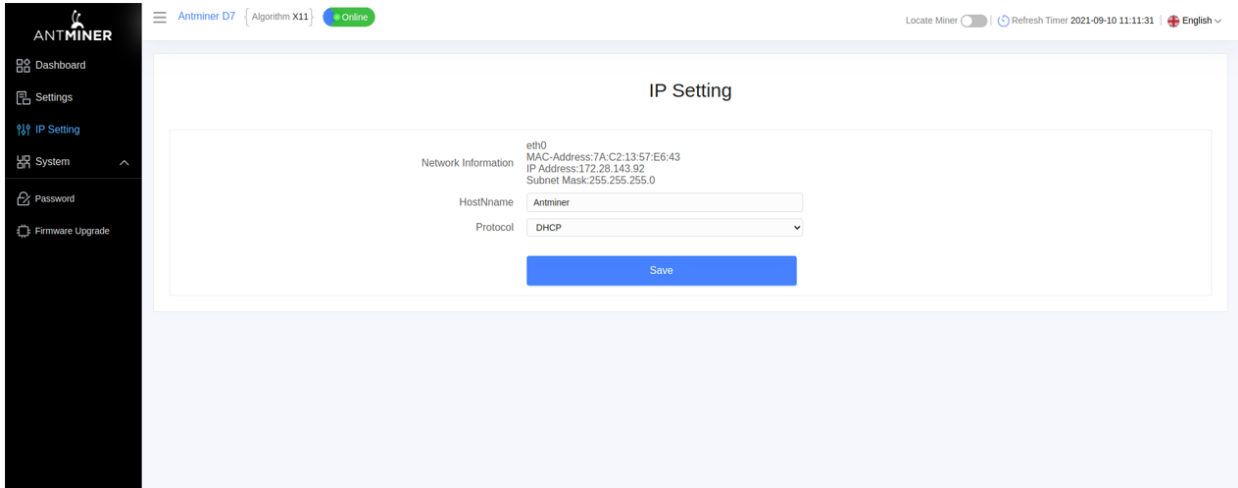 ANTMINER
Dashboard
Settings
IP Setting
System
Password
Firmware Upgrade
Antminer D7 { Algorithm X11 } Online
Locate Miner | Refresh Timer 2021-09-10 11:11:31 | English
IP Setting
Network Information
eth0
MAC-Address:7A:C2:13:57:E6:43
IP Address:172.28.143.92
Subnet Mask:255.255.255.0
HostNname Antminer
Protocol DHCP
Save